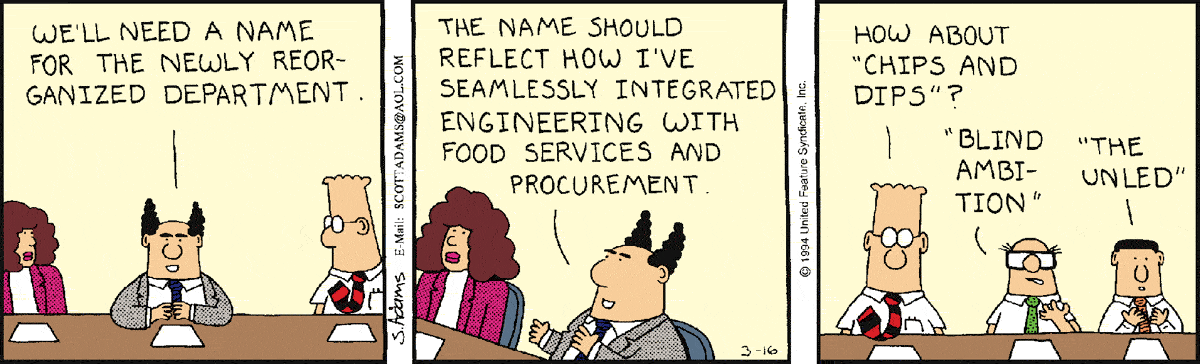 WE'LL NEED A NAME
FOR THE NEWLY REOR-
GANIZED DEPARTMENT.
S.Adams E-Mail: SCOTTADAMS@AOL.COM
THE NAME SHOULD
REFLECT HOW I'VE
SEAMLESSLY INTEGRATED
ENGINEERING WITH
FOOD SERVICES AND
PROCUREMENT.
3-16
© 1994 United Feature Syndicate, Inc.
HOW ABOUT
"CHIPS AND
DIPS"?
"BLIND
AMBI-
TION"
"THE
UNLED"